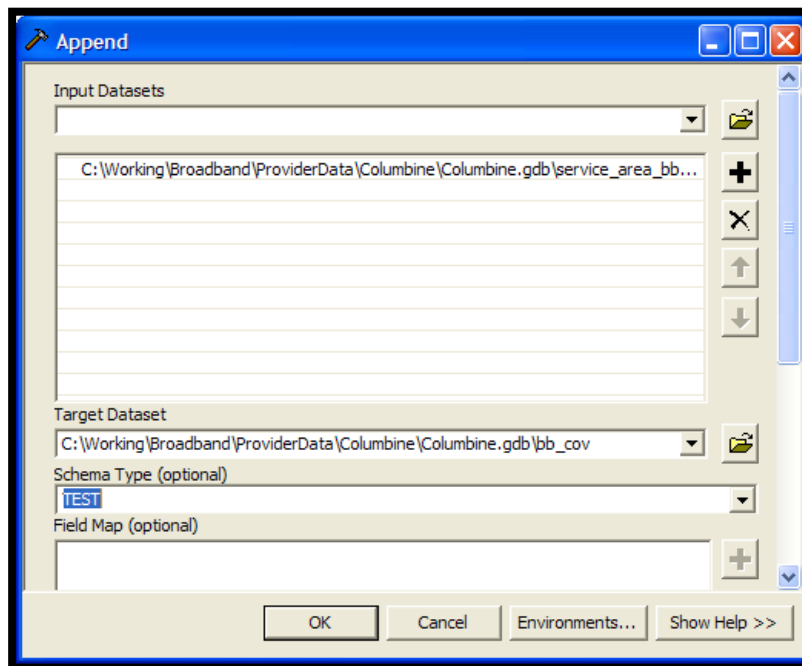 Append
Input Datasets
C:\Working\Broadband\ProviderData\Columbine\Columbine.gdb\service_area_bb...
Target Dataset
C:\Working\Broadband\ProviderData\Columbine\Columbine.gdb\bb_cov
Schema Type (optional)
TEST
Field Map (optional)
OK Cancel Environments... Show Help >>